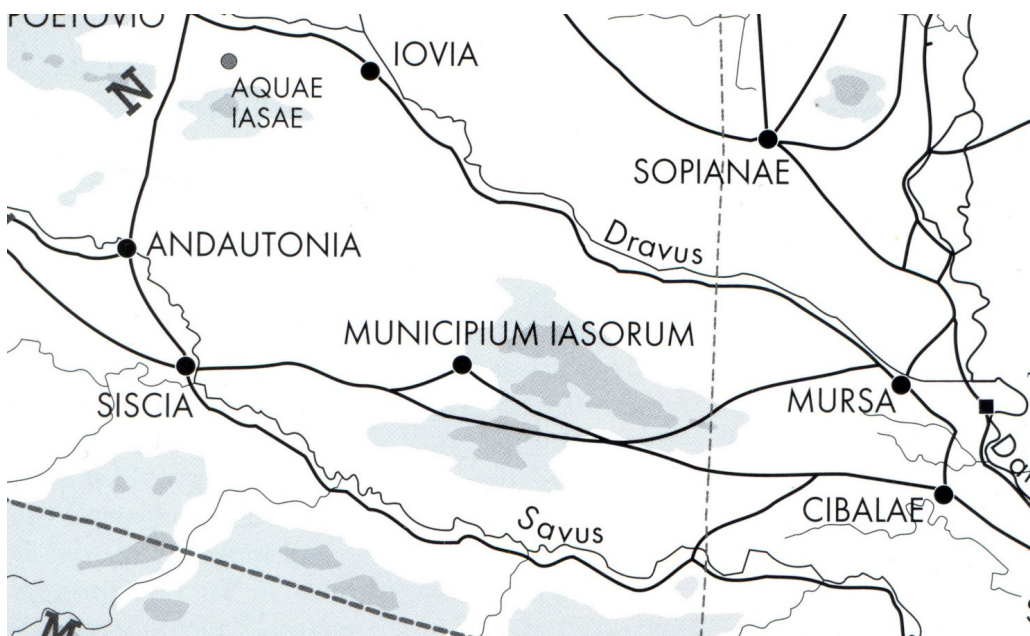 POETOVIO
N
AQUAE
IASAE
IOVIA
SOPIANAE
ANDAUTONIA
Dravus
MUNICIPIUM IASORUM
SISCIA
MURSA
CIBALAE
Savus
M